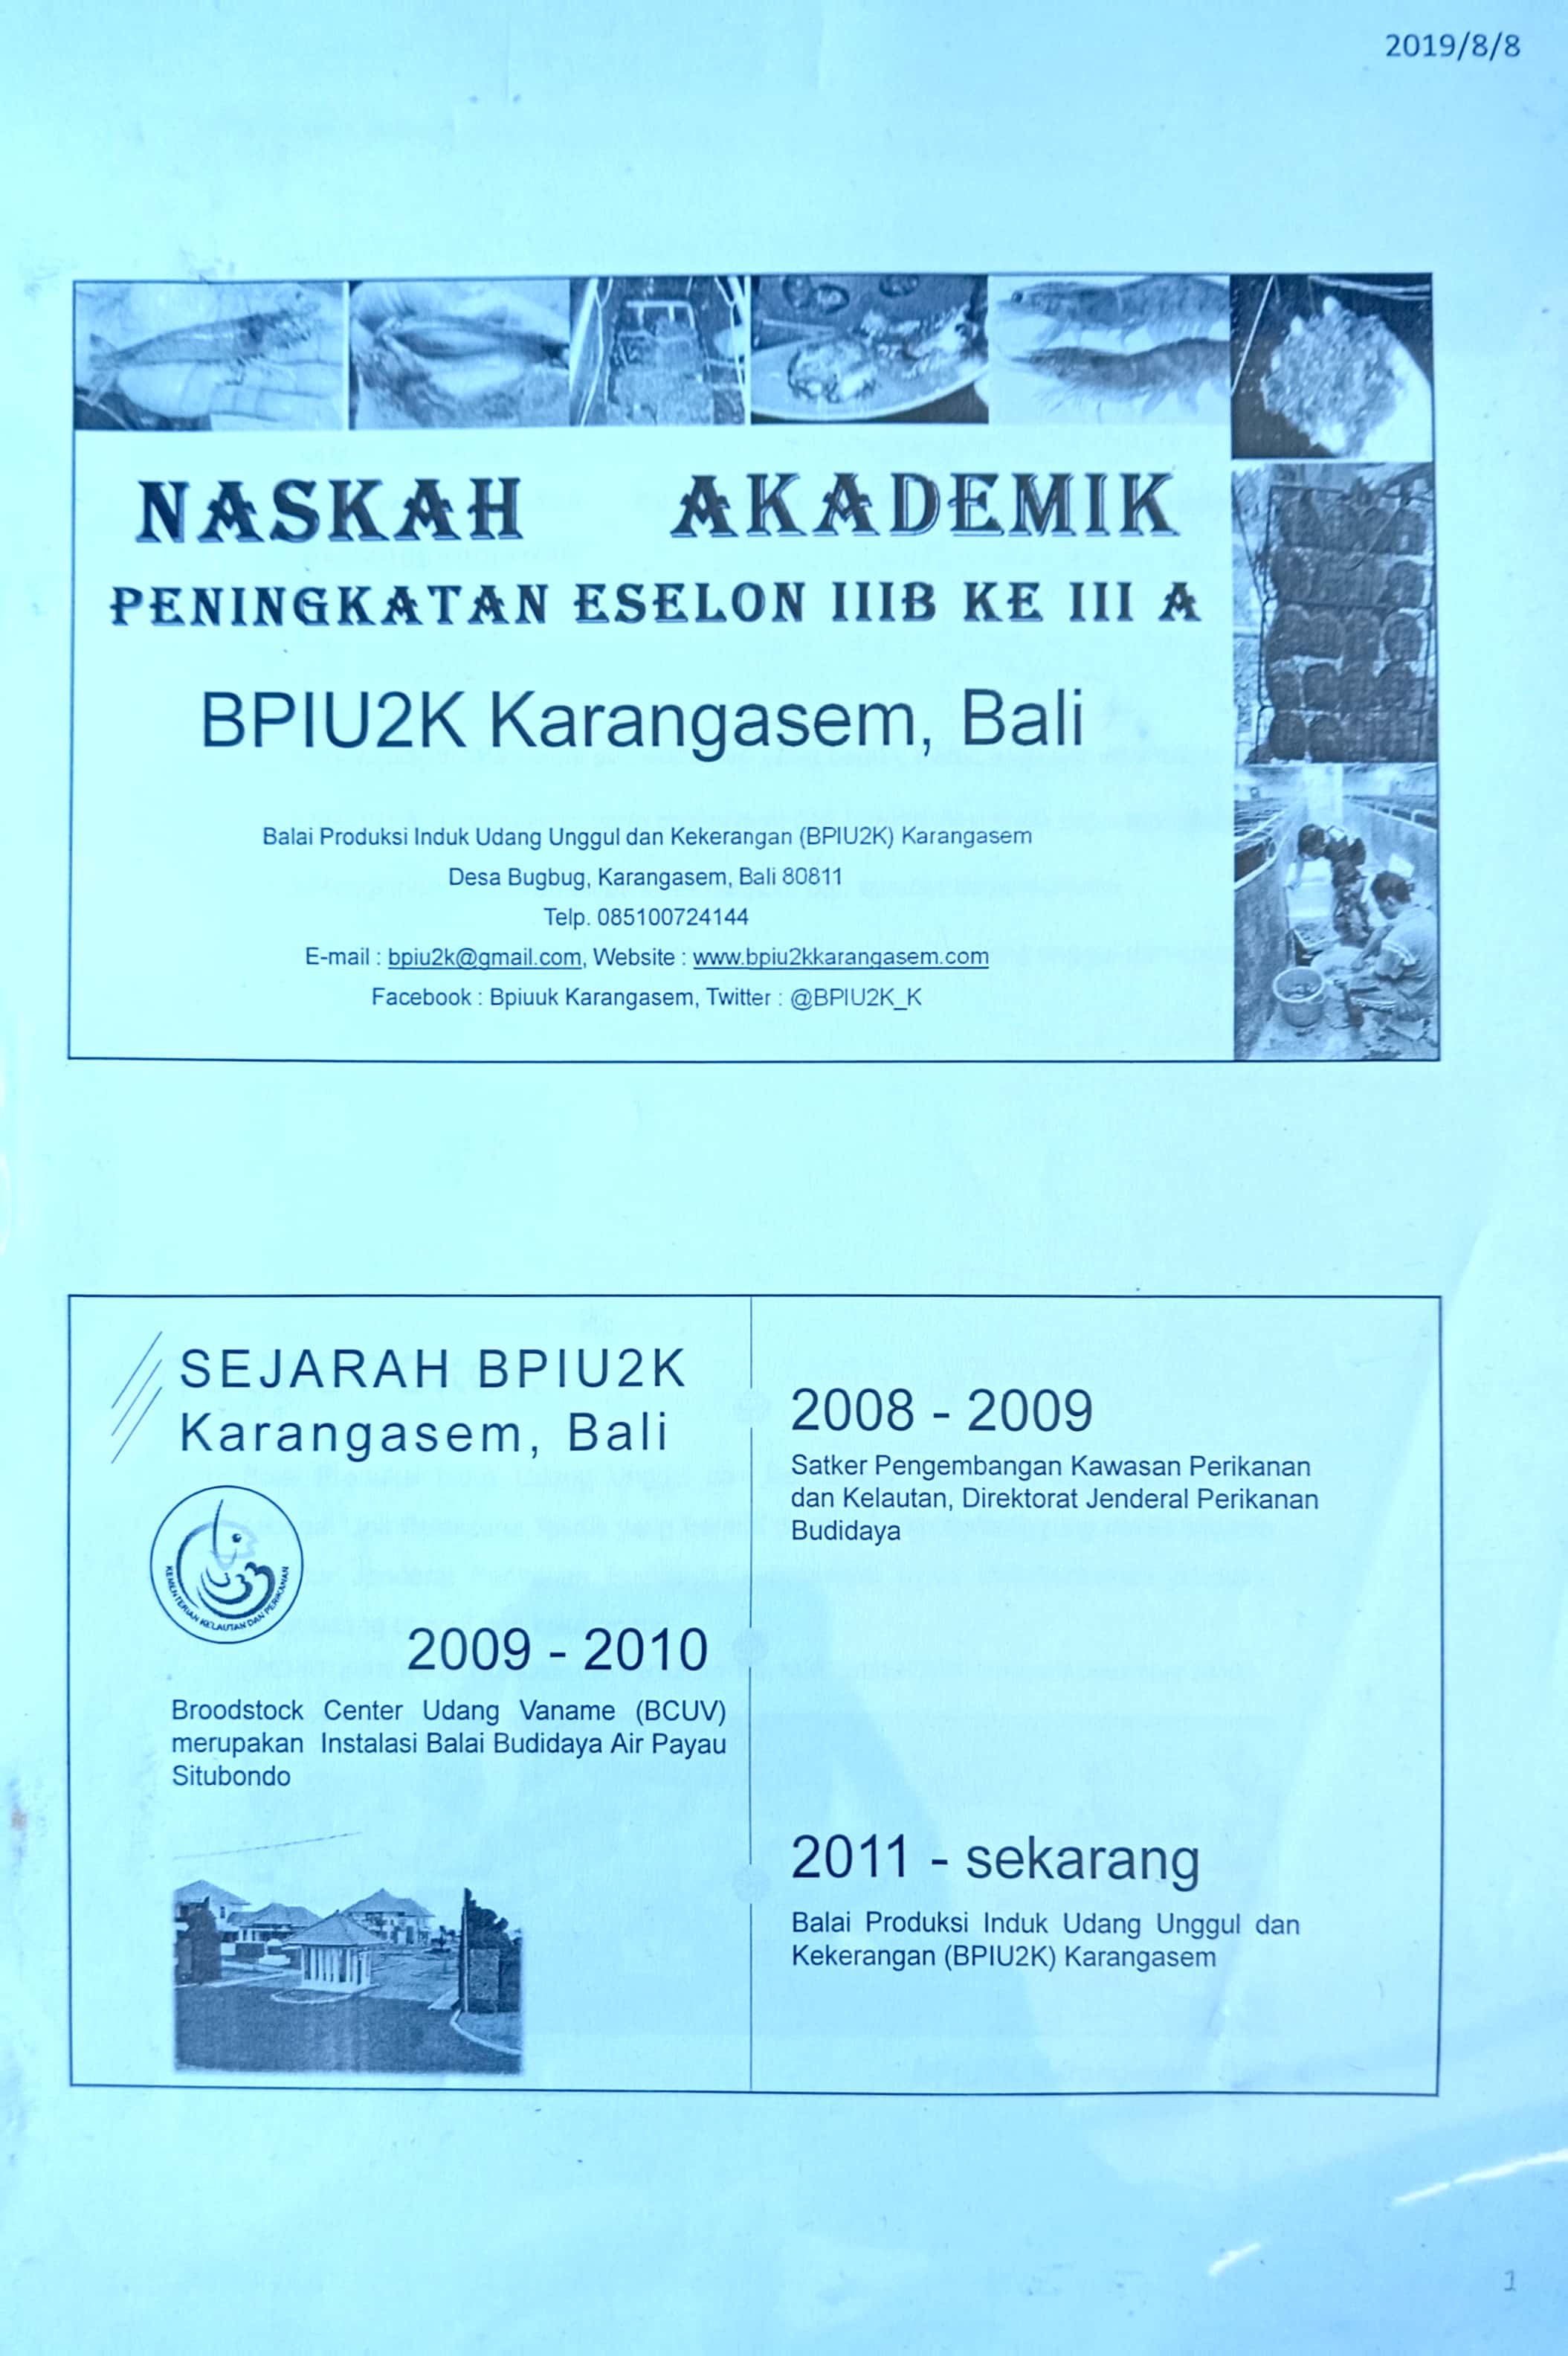 2019/8/8
NASKAH AKADEMIK
PENINGKATAN ESELON IIIB KE III A
BPIU2K Karangasem, Bali
Balai Produksi Induk Udang Unggul dan Kekerangan (BPIU2K) Karangasem
Desa Bugbug, Karangasem, Bali 80811
Telp. 085100724144
E-mail : bpiu2k@gmail.com, Website : www.bpiu2kkarangasem.com
Facebook : Bpiuuk Karangasem, Twitter : @BPIU2K_K
SEJARAH BPIU2K
Karangasem, Bali
KEMENTERIAN KELAUTAN DAN PERIKANAN
2008 - 2009
Satker Pengembangan Kawasan Perikanan
dan Kelautan, Direktorat Jenderal Perikanan
Budidaya
2009 - 2010
Broodstock Center Udang Vaname (BCUV)
merupakan Instalasi Balai Budidaya Air Payau
Situbondo
2011 - sekarang
Balai Produksi Induk Udang Unggul dan
Kekerangan (BPIU2K) Karangasem
1